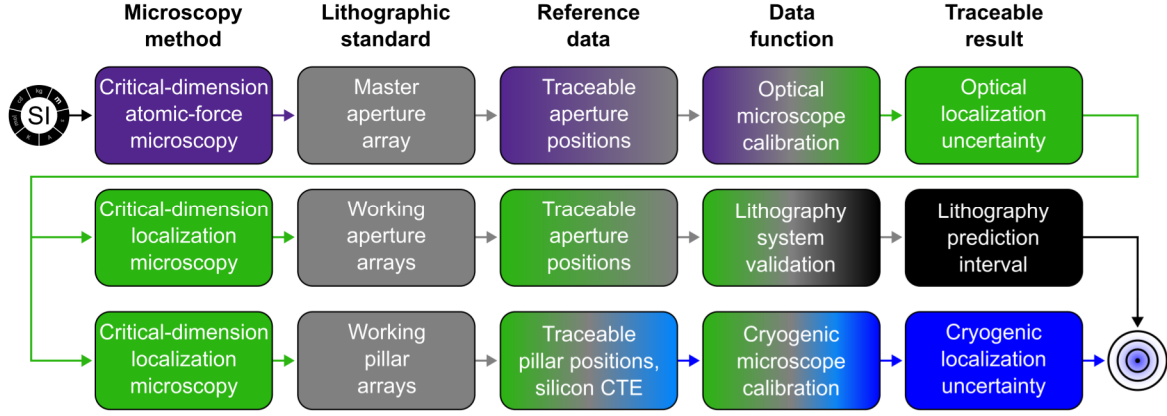 Microscopy
method
Lithographic
standard
Reference
data
Data
function
Traceable
result
SI
kg
m
s
A
K
mol
cd
Critical-dimension
atomic-force
microscopy
Master
aperture
array
Traceable
aperture
positions
Optical
microscope
calibration
Optical
localization
uncertainty
Critical-dimension
localization
microscopy
Working
aperture
arrays
Traceable
aperture
positions
Lithography
system
validation
Lithography
prediction
interval
Critical-dimension
localization
microscopy
Working
pillar
arrays
Traceable
pillar positions,
silicon CTE
Cryogenic
microscope
calibration
Cryogenic
localization
uncertainty